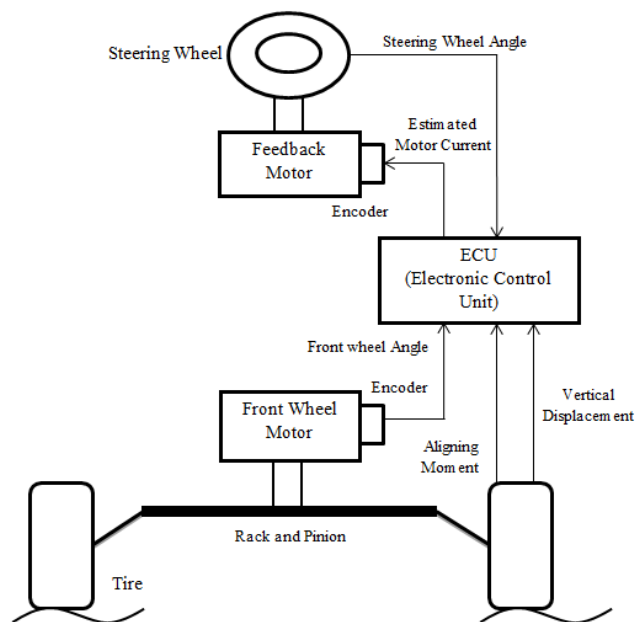 Steering Wheel
Steering Wheel Angle
Estimated
Motor Current
Feedback
Motor
Encoder
ECU
(Electronic Control
Unit)
Front wheel Angle
Encoder
Front Wheel
Motor
Vertical
Displacement
Aligning
Moment
Rack and Pinion
Tire